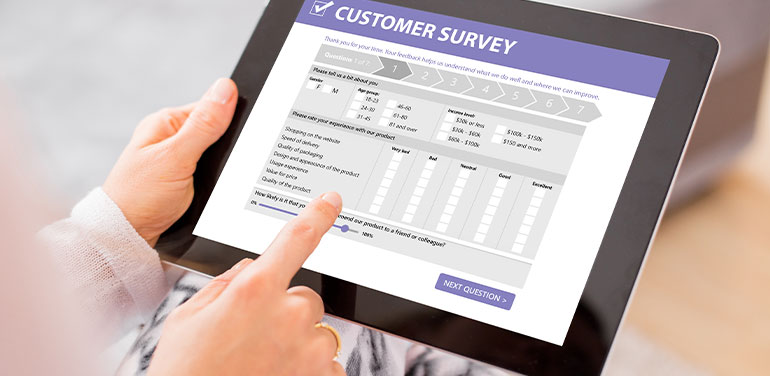 CUSTOMER SURVEY
Thank you for your time. Your feedback helps us understand what we do well and where we can improve.
Questions 1 of 7 1 2 3 4 5 6 7
Please tell us a bit about you
Gender Age group: Income level:
F M 18-23 46-60 $30k or less $100k - $150k
24-30 61-80 $30k - $60k $150 and more
31-45 81 and over $60k - $100k
Please rate your experience with our product
Very bad Bad Neutral Good Excellent
Shopping on the website
Speed of delivery
Quality of packaging
Design and appearance of the product
Usage experience
Value for price
Quality of the product
How likely is it that you mend our product to a friend or colleague?
0% 100%
NEXT QUESTION >